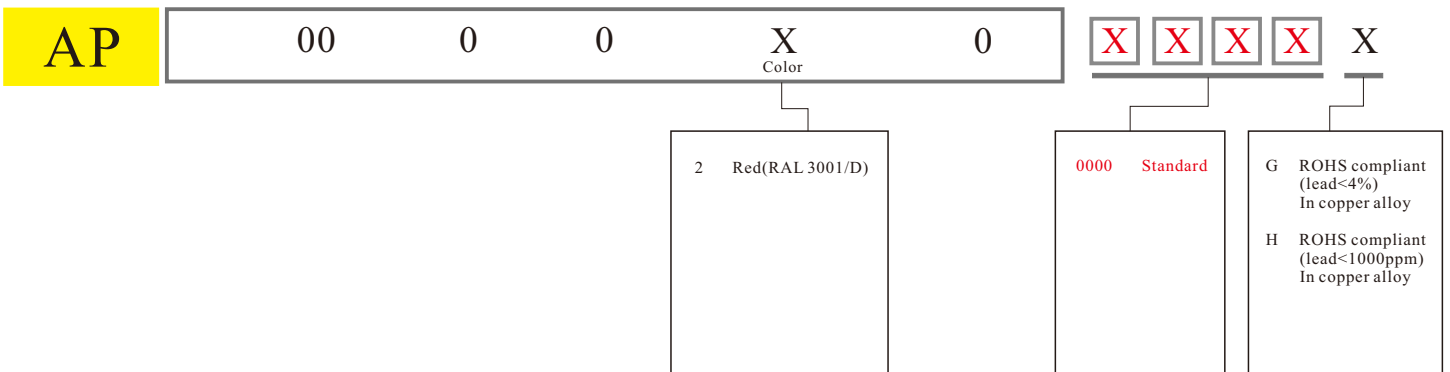 AP 00 0 0 X 0 X X X X X
Color
2 Red(RAL 3001/D)
0000 Standard
G ROHS compliant
(lead<4%)
In copper alloy
H ROHS compliant
(lead<1000ppm)
In copper alloy